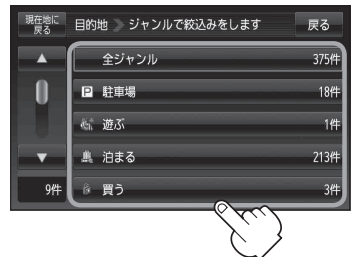 現在地に
戻る
目的地 ジャンルで絞込みをします
戻る
全ジャンル 375件
P 駐車場 18件
遊ぶ 1件
泊まる 213件
買う 3件
9件